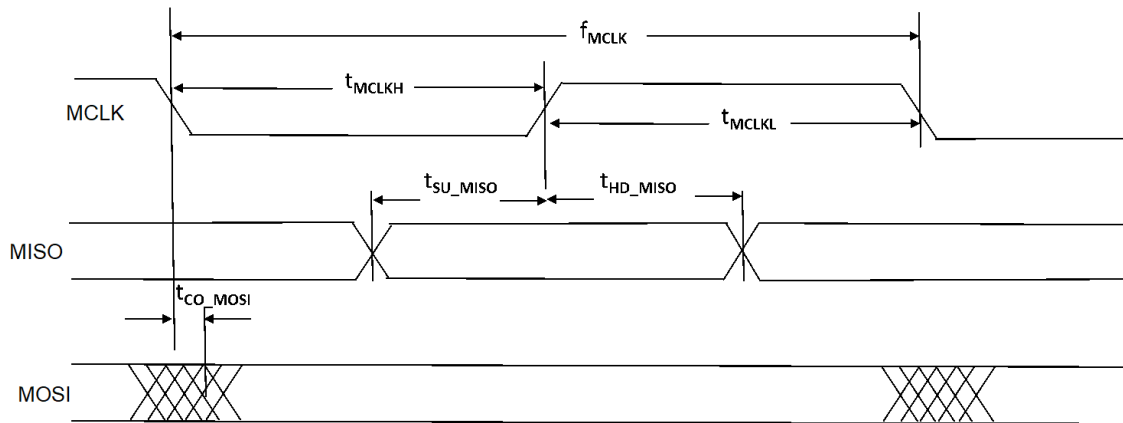 fMCLK
tMCLKH
MCLK
tMCLKL
tSU_MISO
tHD_MISO
MISO
tCO_MOSI
MOSI